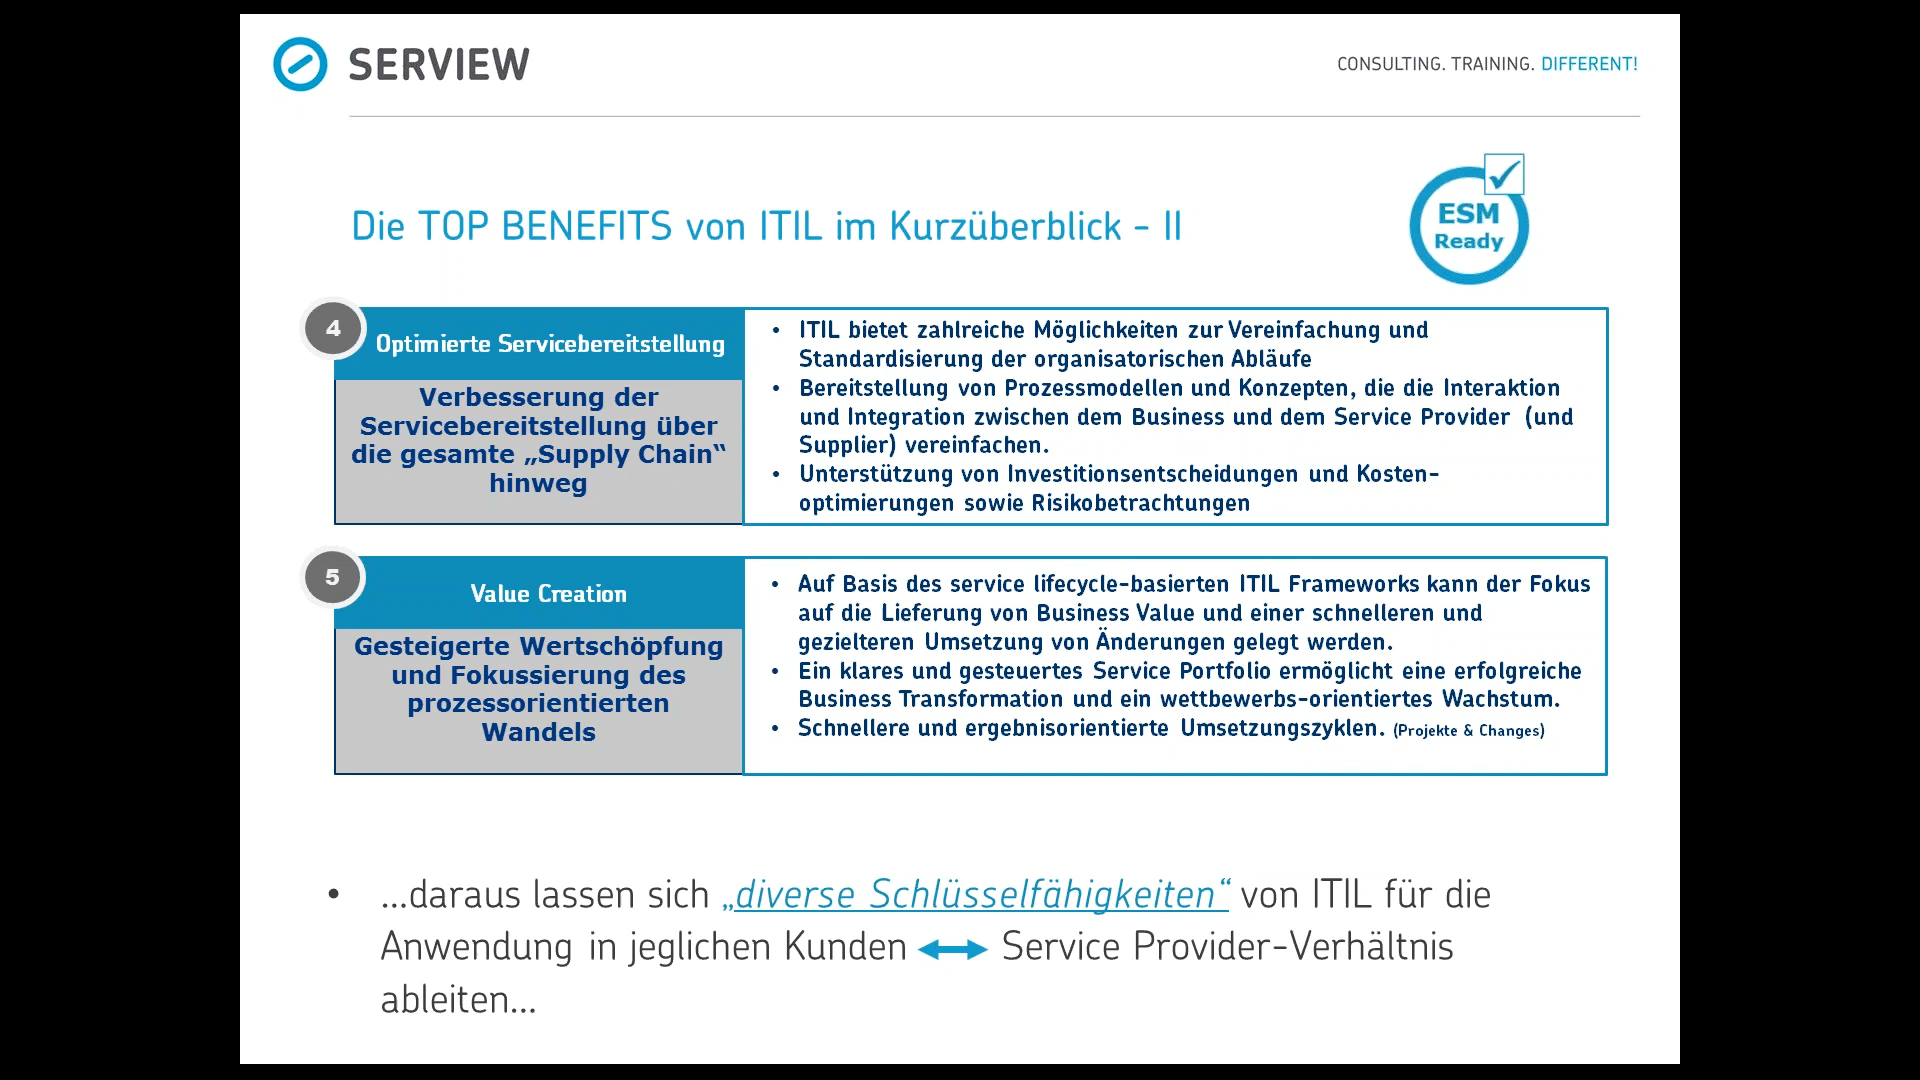 SERVIEW
CONSULTING. TRAINING. DIFFERENT!
Die TOP BENEFITS von ITIL im Kurzüberblick - II
ESM
Ready
4
Optimierte Servicebereitstellung
Verbesserung der
Servicebereitstellung über
die gesamte „Supply Chain“
hinweg
• ITIL bietet zahlreiche Möglichkeiten zur Vereinfachung und
Standardisierung der organisatorischen Abläufe
• Bereitstellung von Prozessmodellen und Konzepten, die die Interaktion
und Integration zwischen dem Business und dem Service Provider (und
Supplier) vereinfachen.
• Unterstützung von Investitionsentscheidungen und Kosten-
optimierungen sowie Risikobetrachtungen
5
Value Creation
Gesteigerte Wertschöpfung
und Fokussierung des
prozessorientierten
Wandels
• Auf Basis des service lifecycle-basierten ITIL Frameworks kann der Fokus
auf die Lieferung von Business Value und einer schnelleren und
gezielteren Umsetzung von Änderungen gelegt werden.
• Ein klares und gesteuertes Service Portfolio ermöglicht eine erfolgreiche
Business Transformation und ein wettbewerbs-orientiertes Wachstum.
• Schnellere und ergebnisorientierte Umsetzungszyklen. (Projekte & Changes)
• ...daraus lassen sich „diverse Schlüsselfähigkeiten“ von ITIL für die
Anwendung in jeglichen Kunden Service Provider-Verhältnis
ableiten...